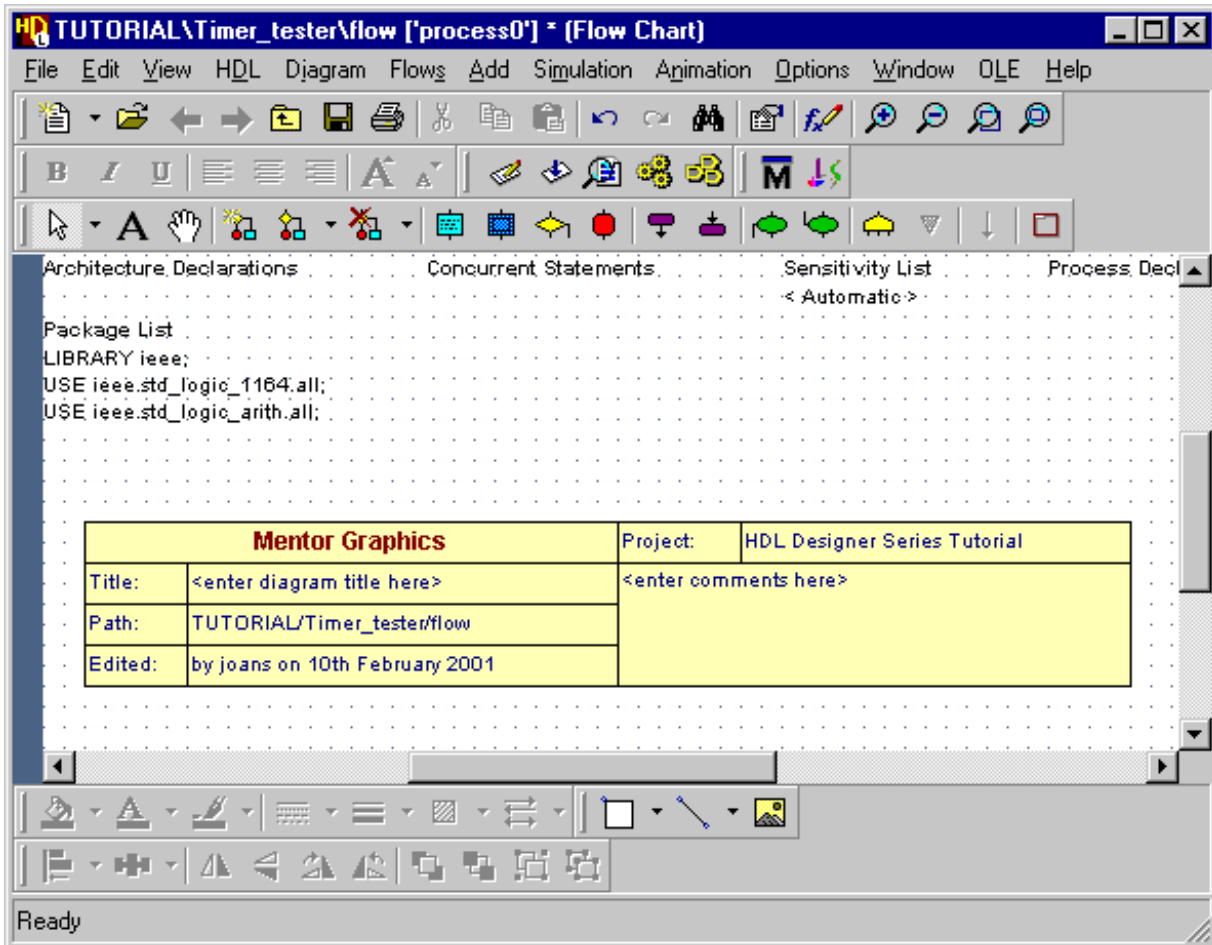 TUTORIAL\Timer_tester\flow ['process0'] * (Flow Chart)
File Edit View HDL Diagram Flows Add Simulation Animation Options Window OLE Help
B I U A A M
A
Architecture Declarations Concurrent Statements Sensitivity List Process Decl
< Automatic >
Package List
LIBRARY ieee;
USE ieee.std_logic_1164.all;
USE ieee.std_logic_arith.all;
Mentor Graphics Project: HDL Designer Series Tutorial
Title: <enter diagram title here> <enter comments here>
Path: TUTORIAL/Timer_tester/flow
Edited: by joans on 10th February 2001
A
Ready